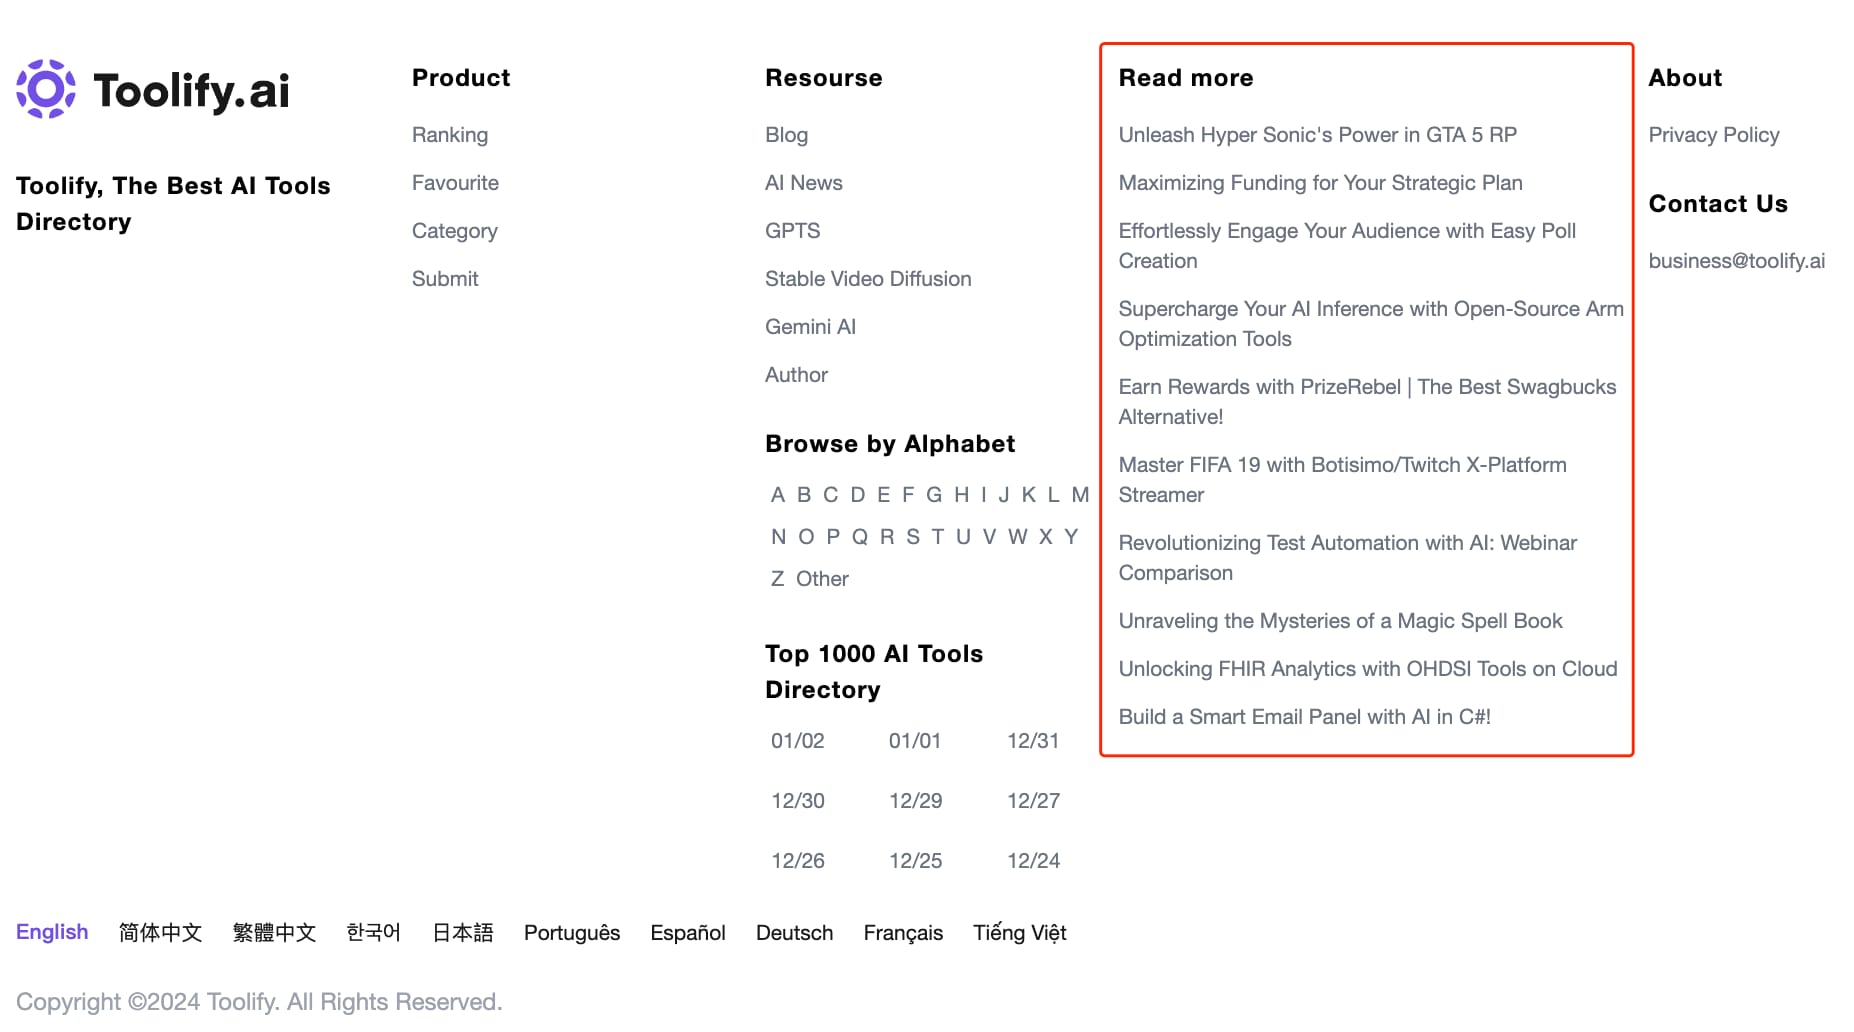 Toolify.ai
Toolify, The Best AI Tools
Directory
Product
Ranking
Favourite
Category
Submit
Resourse
Blog
AI News
GPTS
Stable Video Diffusion
Gemini AI
Author
Browse by Alphabet
A B C D E F G H I J K L M
N O P Q R S T U V W X Y
Z Other
Top 1000 AI Tools
Directory
01/02 01/01 12/31
12/30 12/29 12/27
12/26 12/25 12/24
Read more
Unleash Hyper Sonic's Power in GTA 5 RP
Maximizing Funding for Your Strategic Plan
Effortlessly Engage Your Audience with Easy Poll
Creation
Supercharge Your AI Inference with Open-Source Arm
Optimization Tools
Earn Rewards with PrizeRebel | The Best Swagbucks
Alternative!
Master FIFA 19 with Botisimo/Twitch X-Platform
Streamer
Revolutionizing Test Automation with AI: Webinar
Comparison
Unraveling the Mysteries of a Magic Spell Book
Unlocking FHIR Analytics with OHDSI Tools on Cloud
Build a Smart Email Panel with AI in C#!
About
Privacy Policy
Contact Us
business@toolify.ai
English 简体中文 繁體中文 한국어 日本語 Português Español Deutsch Français Tiếng Việt
Copyright ©2024 Toolify. All Rights Reserved.